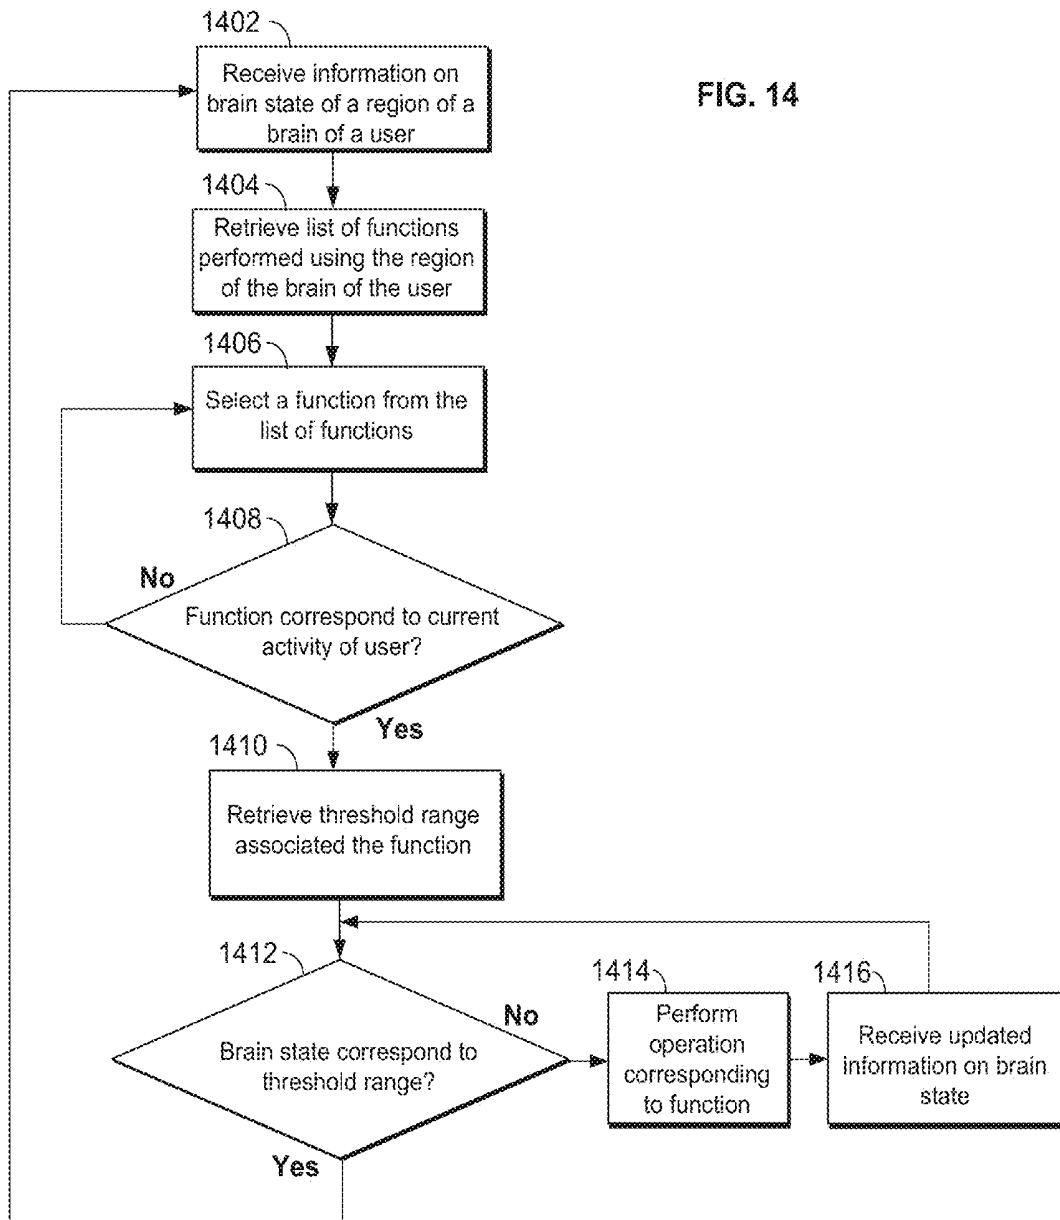 1402
FIG. 14
Receive information on
brain state of a region of a
brain of a user
1404
Retrieve list of functions
performed using the region
of the brain of the user
1406
Select a function from the
list of functions
1408
No
Function correspond to current
activity of user?
Yes
1410
Retrieve threshold range
associated the function
1412
No
Brain state correspond to
threshold range?
Yes
1414
Perform
operation
corresponding
to function
1416
Receive updated
information on brain
state